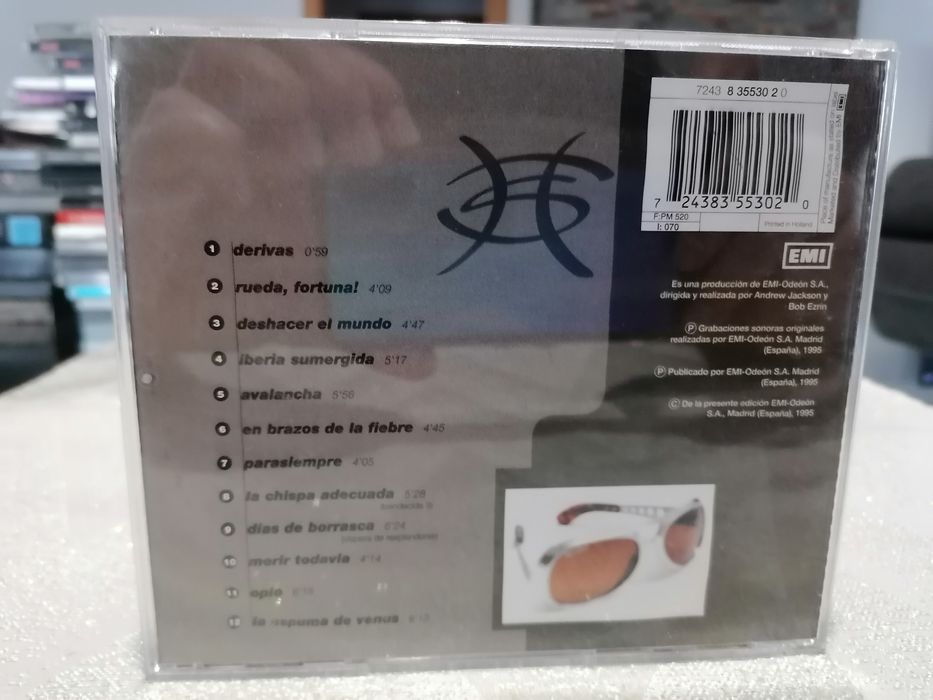 7243 8 35530 2 0
7 24383 55302 0
F:PM 520
I: 070
Printed in Holland
EMI
Es una producción de EMI-Odeón S.A.,
dirigida y realizada por Andrew Jackson y
Bob Ezrin
Ⓟ Grabaciones sonoras originales
realizadas por EMI-Odeón S.A. Madrid
(España), 1995
Ⓟ Publicado por EMI-Odeón S.A. Madrid
(España), 1995
© De la presente edición EMI-Odeón
S.A., Madrid (España), 1995
1 derivas 0'59
2 rueda, fortuna! 4'09
3 deshacer el mundo 4'47
4 iberia sumergida 5'17
5 avalancha 5'56
6 en brazos de la fiebre 4'45
7 parasiempre 4'05
8 la chispa adecuada 5'28
9 días de borrasca 6'24
10 morir todavía 4'14
11 opio
12 la espuma de venus